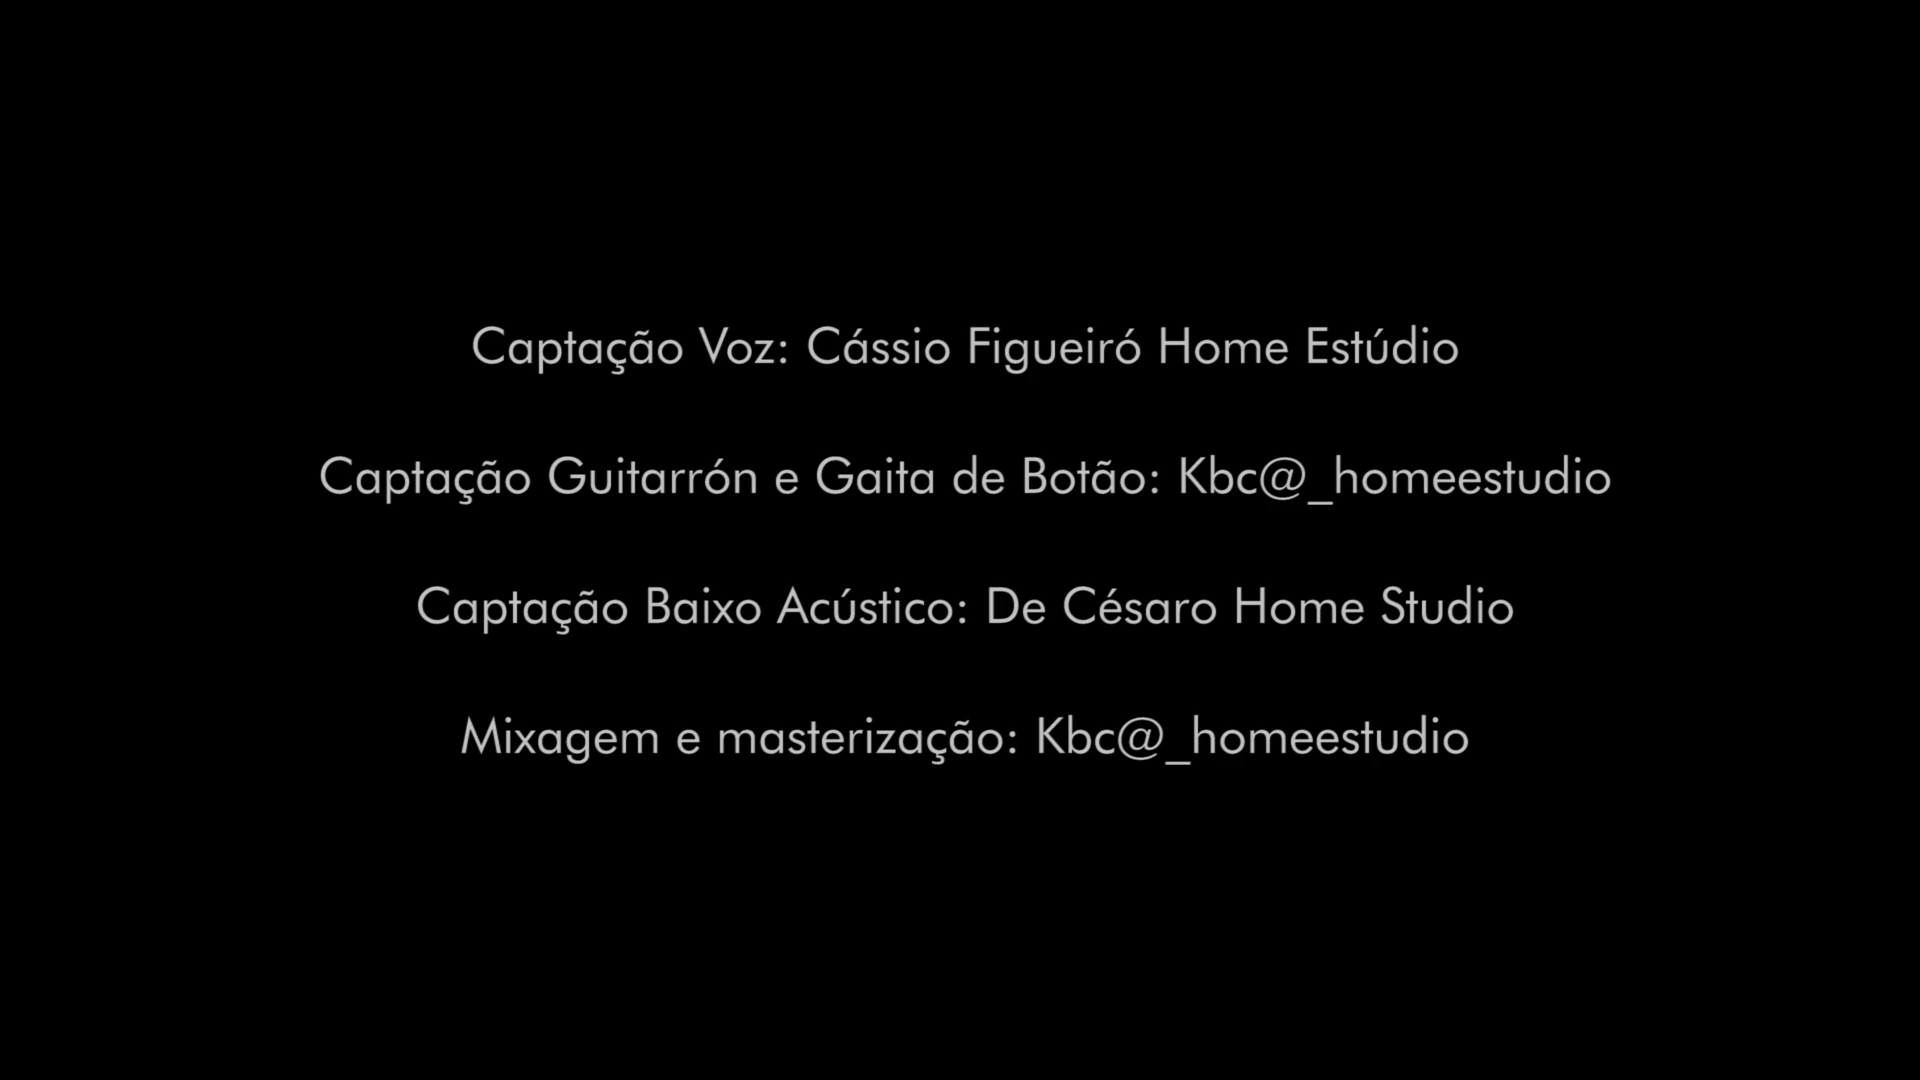 Captação Voz: Cássio Figueiró Home Estúdio
Captação Guitarrón e Gaita de Botão: Kbc@_homeestudio
Captação Baixo Acústico: De Césaro Home Studio
Mixagem e masterização: Kbc@_homeestudio